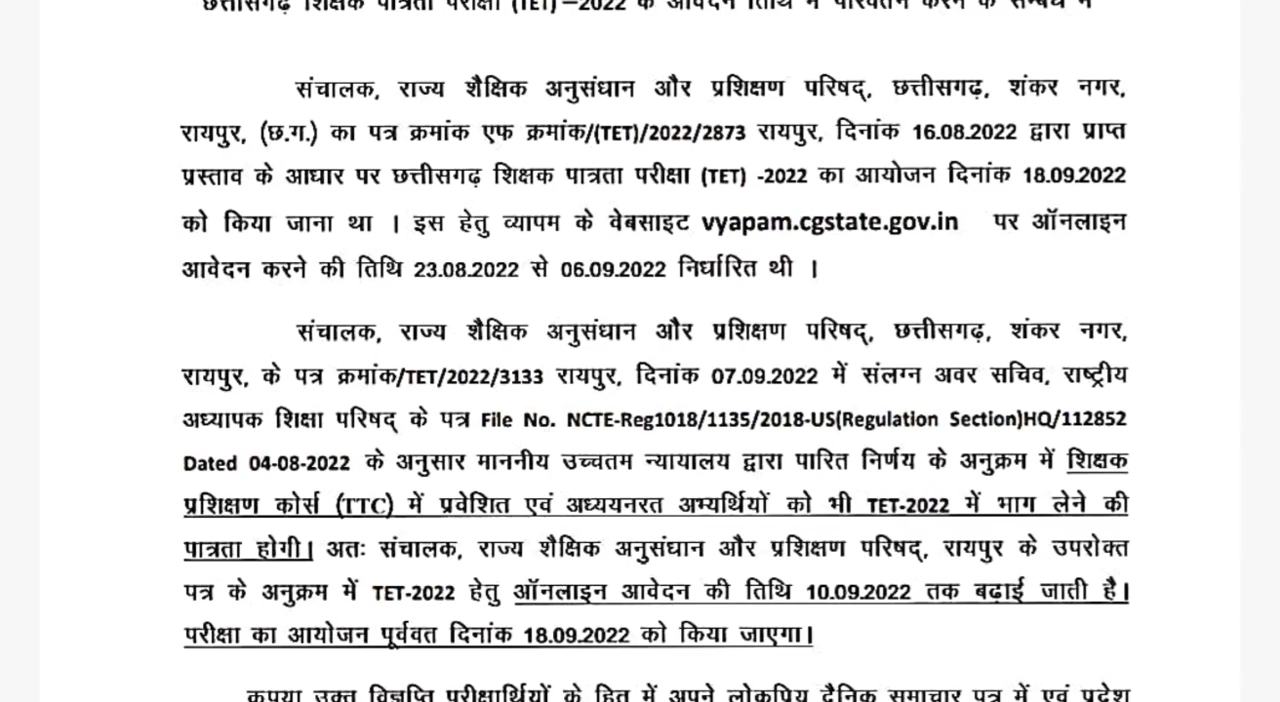 छत्तीसगढ़ शिक्षक पात्रता परीक्षा (TET)–2022 के आवेदन तिथि में परिवर्तन करने के सम्बंध में
संचालक, राज्य शैक्षिक अनुसंधान और प्रशिक्षण परिषद्, छत्तीसगढ़, शंकर नगर,
रायपुर, (छ.ग.) का पत्र क्रमांक एफ क्रमांक/(TET)/2022/2873 रायपुर, दिनांक 16.08.2022 द्वारा प्राप्त
प्रस्ताव के आधार पर छत्तीसगढ़ शिक्षक पात्रता परीक्षा (TET) -2022 का आयोजन दिनांक 18.09.2022
को किया जाना था । इस हेतु व्यापम के वेबसाइट vyapam.cgstate.gov.in पर ऑनलाइन
आवेदन करने की तिथि 23.08.2022 से 06.09.2022 निर्धारित थी ।
संचालक, राज्य शैक्षिक अनुसंधान और प्रशिक्षण परिषद्, छत्तीसगढ़, शंकर नगर,
रायपुर, के पत्र क्रमांक/TET/2022/3133 रायपुर, दिनांक 07.09.2022 में संलग्न अवर सचिव, राष्ट्रीय
अध्यापक शिक्षा परिषद् के पत्र File No. NCTE-Reg1018/1135/2018-US(Regulation Section)HQ/112852
Dated 04-08-2022 के अनुसार माननीय उच्चतम न्यायालय द्वारा पारित निर्णय के अनुक्रम में शिक्षक
प्रशिक्षण कोर्स (TTC) में प्रवेशित एवं अध्ययनरत अभ्यर्थियों को भी TET-2022 में भाग लेने की
पात्रता होगी। अतः संचालक, राज्य शैक्षिक अनुसंधान और प्रशिक्षण परिषद्, रायपुर के उपरोक्त
पत्र के अनुक्रम में TET-2022 हेतु ऑनलाइन आवेदन की तिथि 10.09.2022 तक बढ़ाई जाती है।
परीक्षा का आयोजन पूर्ववत दिनांक 18.09.2022 को किया जाएगा।
कृपया उक्त विज्ञप्ति परीक्षार्थियों के हित में अपने लोकप्रिय दैनिक समाचार पत्र में एवं प्रदेश